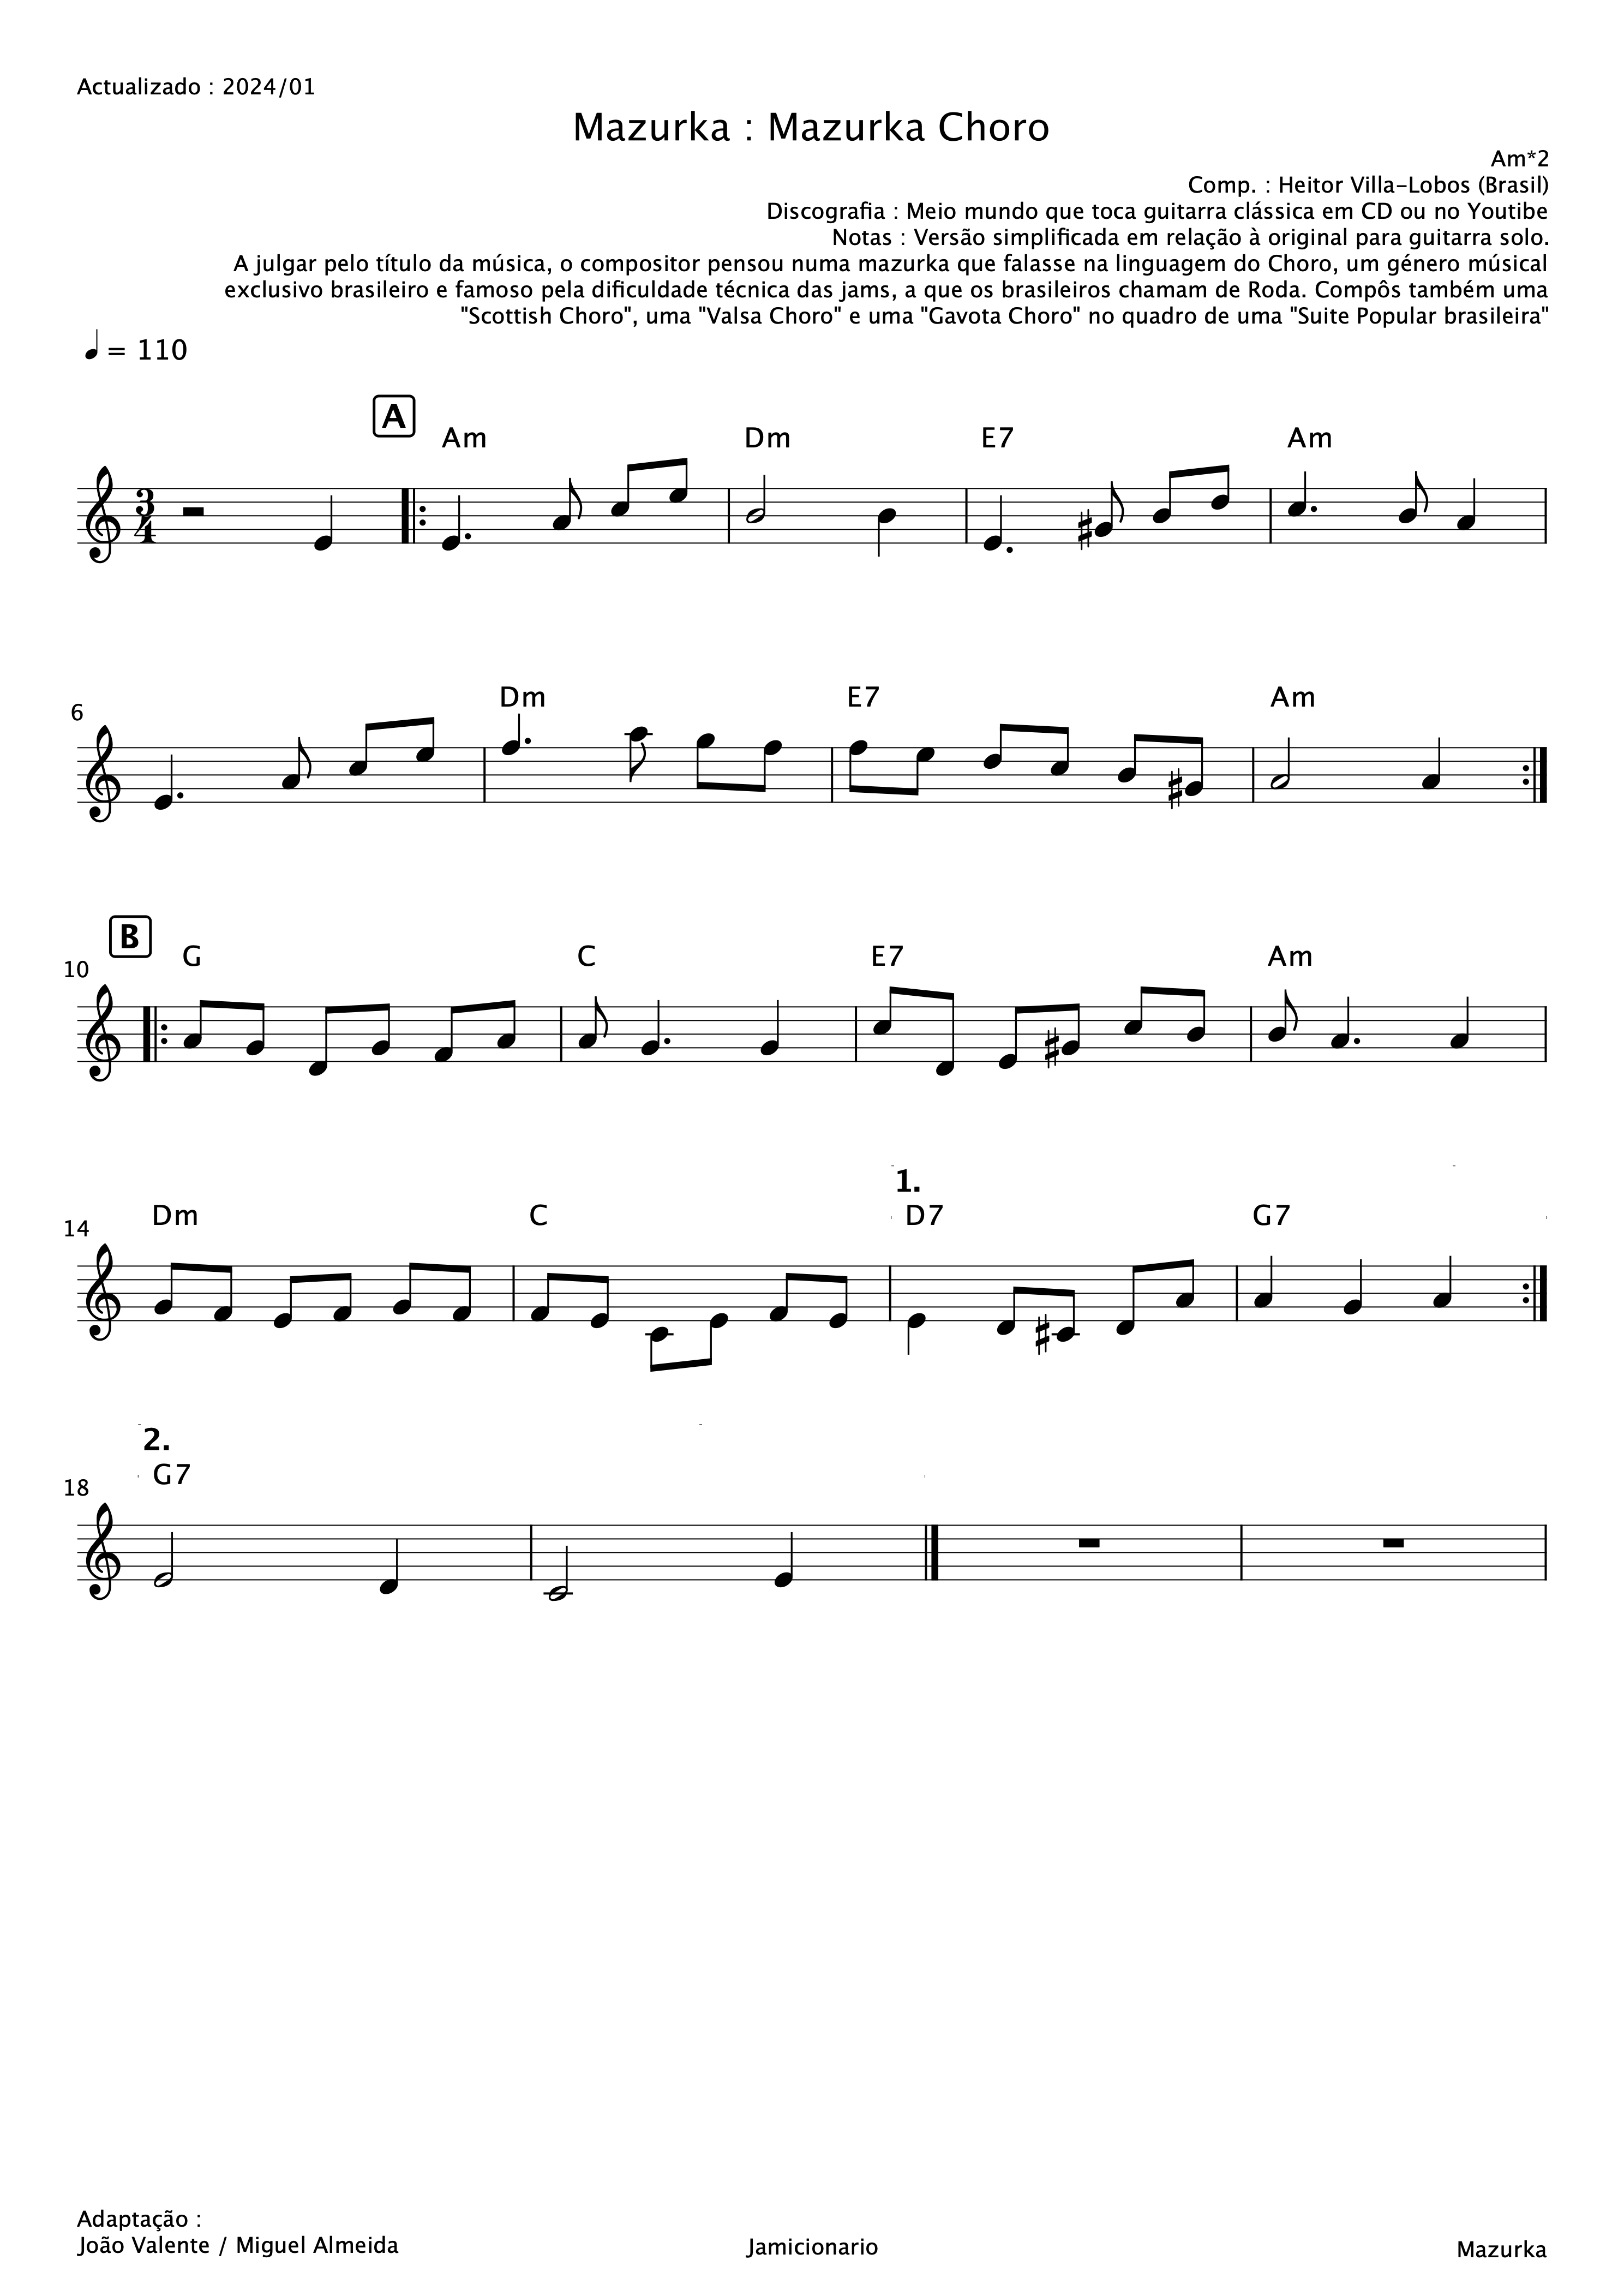 Actualizado : 2024/01
Mazurka : Mazurka Choro
Am*2
Comp. : Heitor Villa-Lobos (Brasil)
Discografia : Meio mundo que toca guitarra clássica em CD ou no Youtibe
Notas : Versão simplificada em relação à original para guitarra solo.
A julgar pelo título da música, o compositor pensou numa mazurka que falasse na linguagem do Choro, um género músical
exclusivo brasileiro e famoso pela dificuldade técnica das jams, a que os brasileiros chamam de Roda. Compôs também uma
"Scottish Choro", uma "Valsa Choro" e uma "Gavota Choro" no quadro de uma "Suite Popular brasileira"
= 110
A
Am Dm E7 Am
3
4
Dm E7 Am
6
B
G C E7 Am
10
1.
Dm C D7 G7
14
2.
G7
18
Adaptação :
João Valente / Miguel Almeida Jamicionario Mazurka